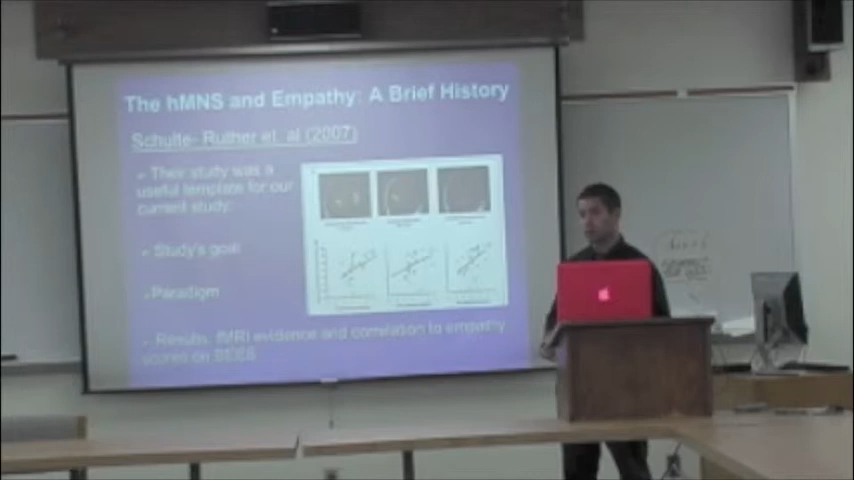 The hMNS and Empathy: A Brief History
Schulte- Ruther et. al (2007)
Their study was a
useful template for our
current study:
Study's goal
Paradigm
Results: fMRI evidence and correlation to empathy
scores on BEES